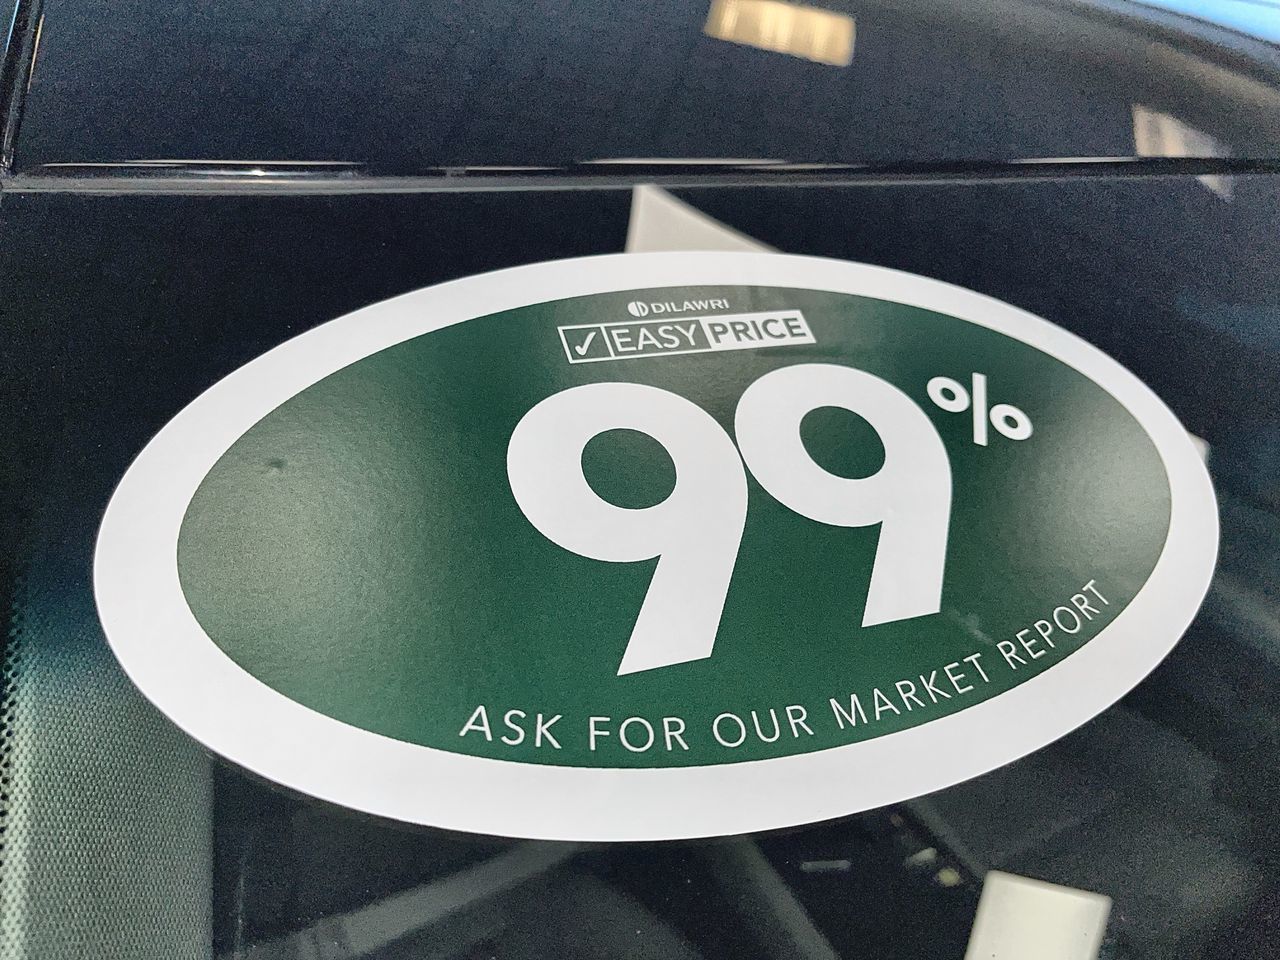 DILAWRI
✓ EASY PRICE
99%
ASK FOR OUR MARKET REPORT